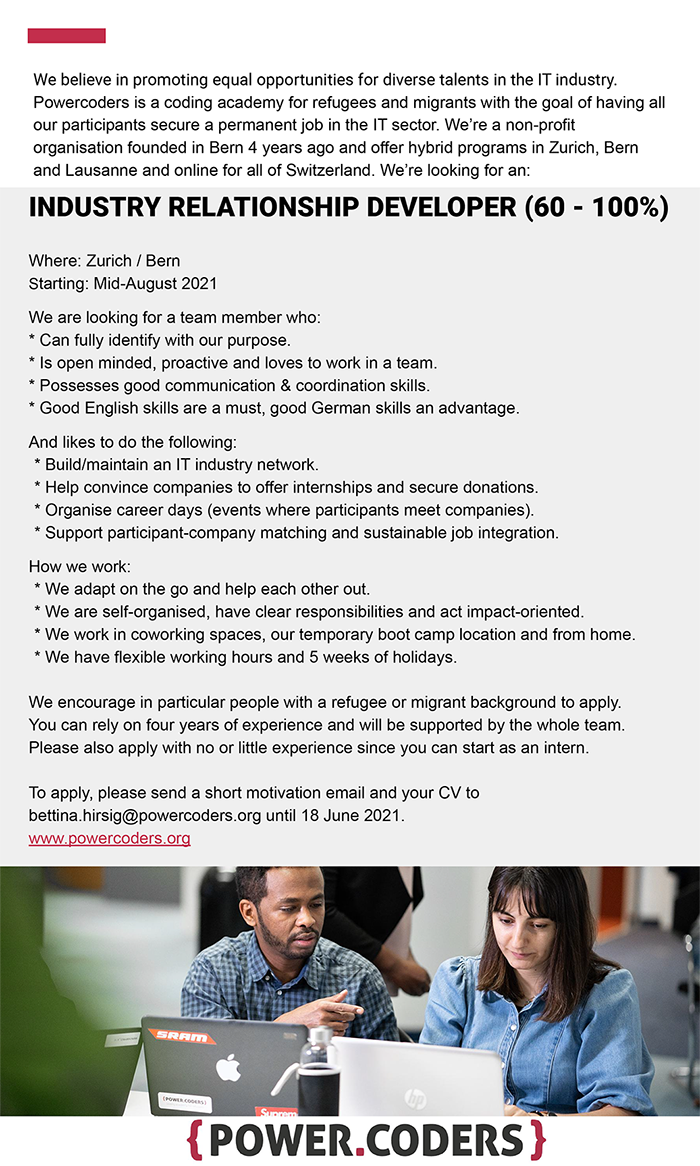 We believe in promoting equal opportunities for diverse talents in the IT industry.
Powercoders is a coding academy for refugees and migrants with the goal of having all
our participants secure a permanent job in the IT sector. We're a non-profit
organisation founded in Bern 4 years ago and offer hybrid programs in Zurich, Bern
and Lausanne and online for all of Switzerland. We're looking for an:
INDUSTRY RELATIONSHIP DEVELOPER (60 - 100%)
Where: Zurich / Bern
Starting: Mid-August 2021
We are looking for a team member who:
* Can fully identify with our purpose.
* Is open minded, proactive and loves to work in a team.
* Possesses good communication & coordination skills.
* Good English skills are a must, good German skills an advantage.
And likes to do the following:
* Build/maintain an IT industry network.
* Help convince companies to offer internships and secure donations.
* Organise career days (events where participants meet companies).
* Support participant-company matching and sustainable job integration.
How we work:
* We adapt on the go and help each other out.
* We are self-organised, have clear responsibilities and act impact-oriented.
* We work in coworking spaces, our temporary boot camp location and from home.
* We have flexible working hours and 5 weeks of holidays.
We encourage in particular people with a refugee or migrant background to apply.
You can rely on four years of experience and will be supported by the whole team.
Please also apply with no or little experience since you can start as an intern.
To apply, please send a short motivation email and your CV to
bettina.hirsig@powercoders.org until 18 June 2021.
www.powercoders.org
SRAM
{POWER.CODERS}
Suprem
hp
{POWER.CODERS}